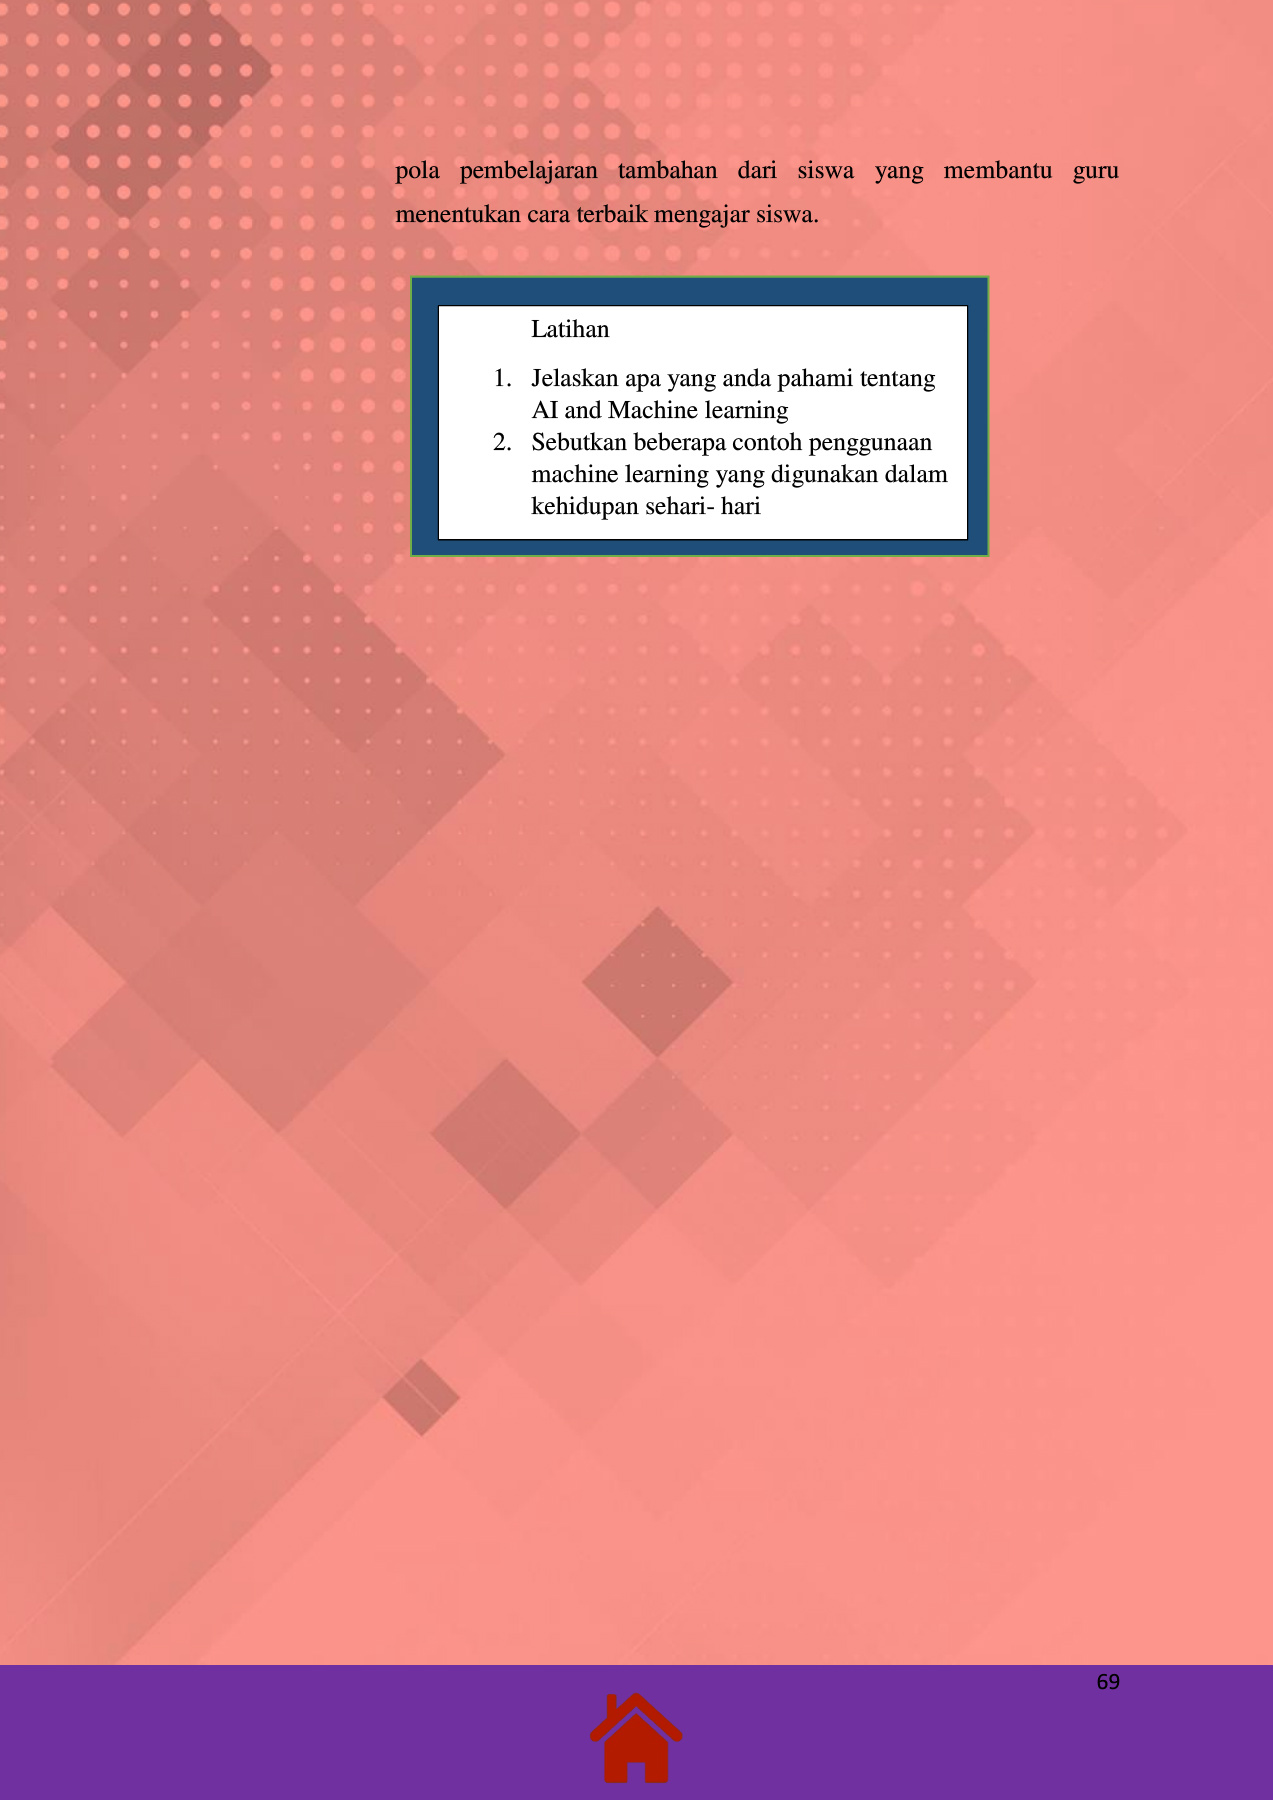 pola pembelajaran tambahan dari siswa yang membantu guru
menentukan cara terbaik mengajar siswa.
Latihan
1. Jelaskan apa yang anda pahami tentang
AI and Machine learning
2. Sebutkan beberapa contoh penggunaan
machine learning yang digunakan dalam
kehidupan sehari- hari
69